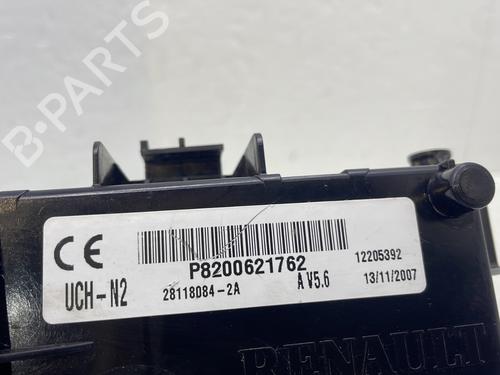 B-PARTS
CE
P8200621762
12205392
UCH-N2
28118084-2A
A V5.6
13/11/2007
RENAULT